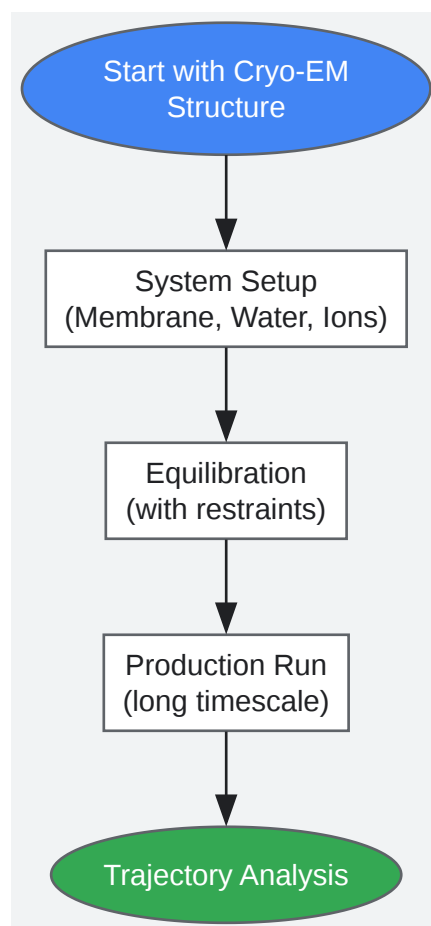 Start with Cryo-EM
Structure
System Setup
(Membrane, Water, Ions)
Equilibration
(with restraints)
Production Run
(long timescale)
Trajectory Analysis